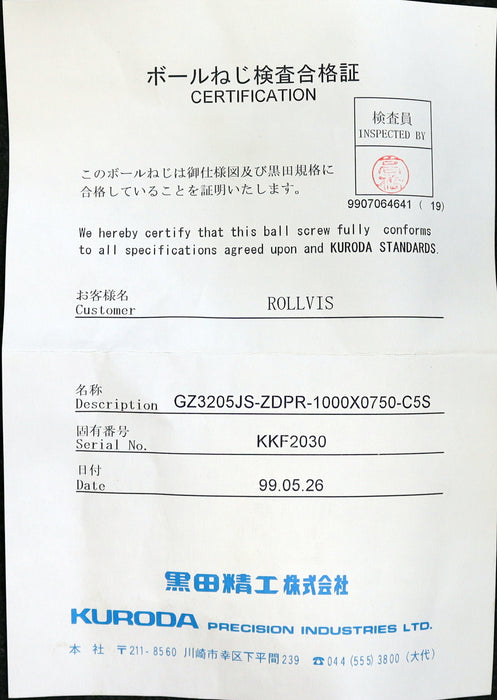 ボールねじ検査合格証
CERTIFICATION
検査員
INSPECTED BY
9907064641 ( 19)
このボールねじは御仕様図及び黒田規格に
合格していることを証明いたします。
We hereby certify that this ball screw fully conforms
to all specifications agreed upon and KURODA STANDARDS.
お客様名
Customer ROLLVIS
名称
Description GZ3205JS-ZDPR-1000X0750-C5S
固有番号
Serial No. KKF2030
日付
Date 99.05.26
黒田精工株式会社
KURODA PRECISION INDUSTRIES LTD.
本 社 〒211-8560 川崎市幸区下平間239 ☎044(555)3800(大代)